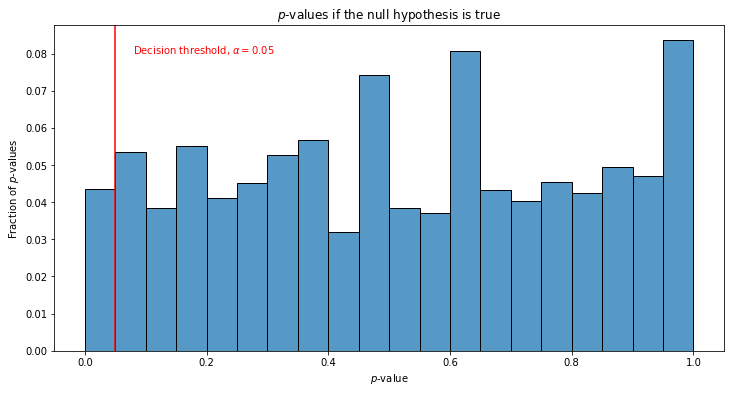 p-values if the null hypothesis is true
Decision threshold, α = 0.05
Fraction of p-values
0.08
0.07
0.06
0.05
0.04
0.03
0.02
0.01
0.00
0.0 0.2 0.4 0.6 0.8 1.0
p-value